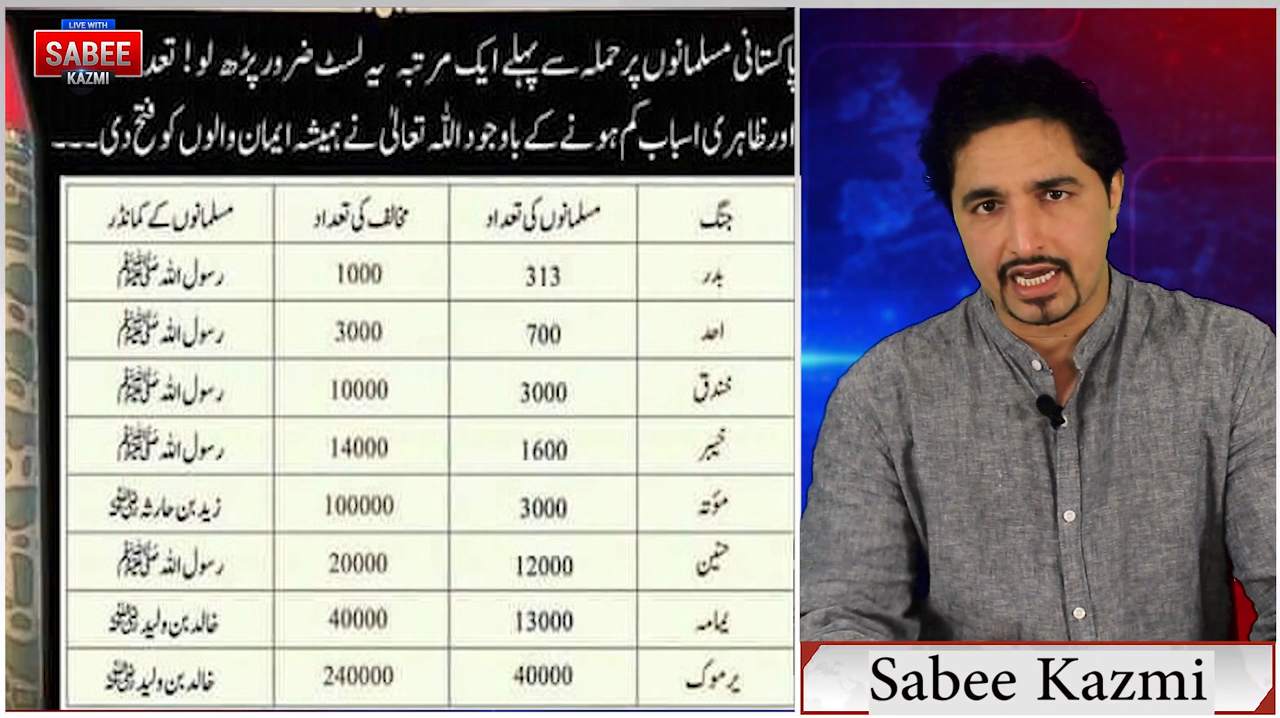 LIVE WITH
SABEE
KAZMI
پاکستانی مسلمانوں پر حملہ سے پہلے ایک مرتبہ یہ لسٹ ضرور پڑھ لو! تعد
اور ظاہری اسباب کم ہونے کے باوجود اللہ تعالیٰ نے ہمیشہ ایمان والوں کو فتح دی۔۔۔
جنگ مسلمانوں کی تعداد مخالف کی تعداد مسلمانوں کے کمانڈر
بدر 313 1000 رسول اللہ ﷺ
احد 700 3000 رسول اللہ ﷺ
خندق 3000 10000 رسول اللہ ﷺ
خیبر 1600 14000 رسول اللہ ﷺ
مؤتہ 3000 100000 زید بن حارثہ رضی اللہ عنہ
حنین 12000 20000 رسول اللہ ﷺ
یمامہ 13000 40000 خالد بن ولید رضی اللہ عنہ
یرموک 40000 240000 خالد بن ولید رضی اللہ عنہ
Sabee Kazmi